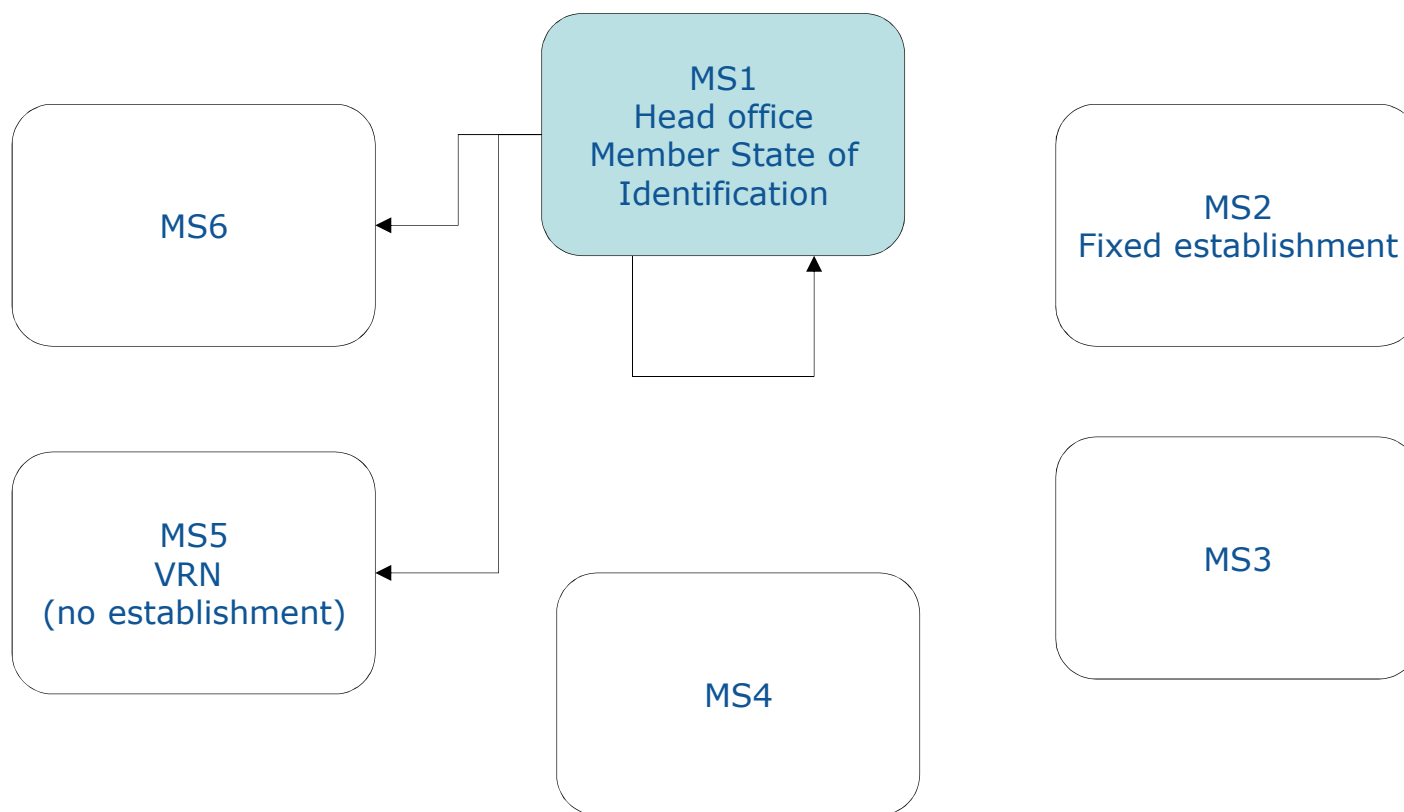 MS1
Head office
Member State of
Identification
MS6
MS2
Fixed establishment
MS5
VRN
(no establishment)
MS3
MS4